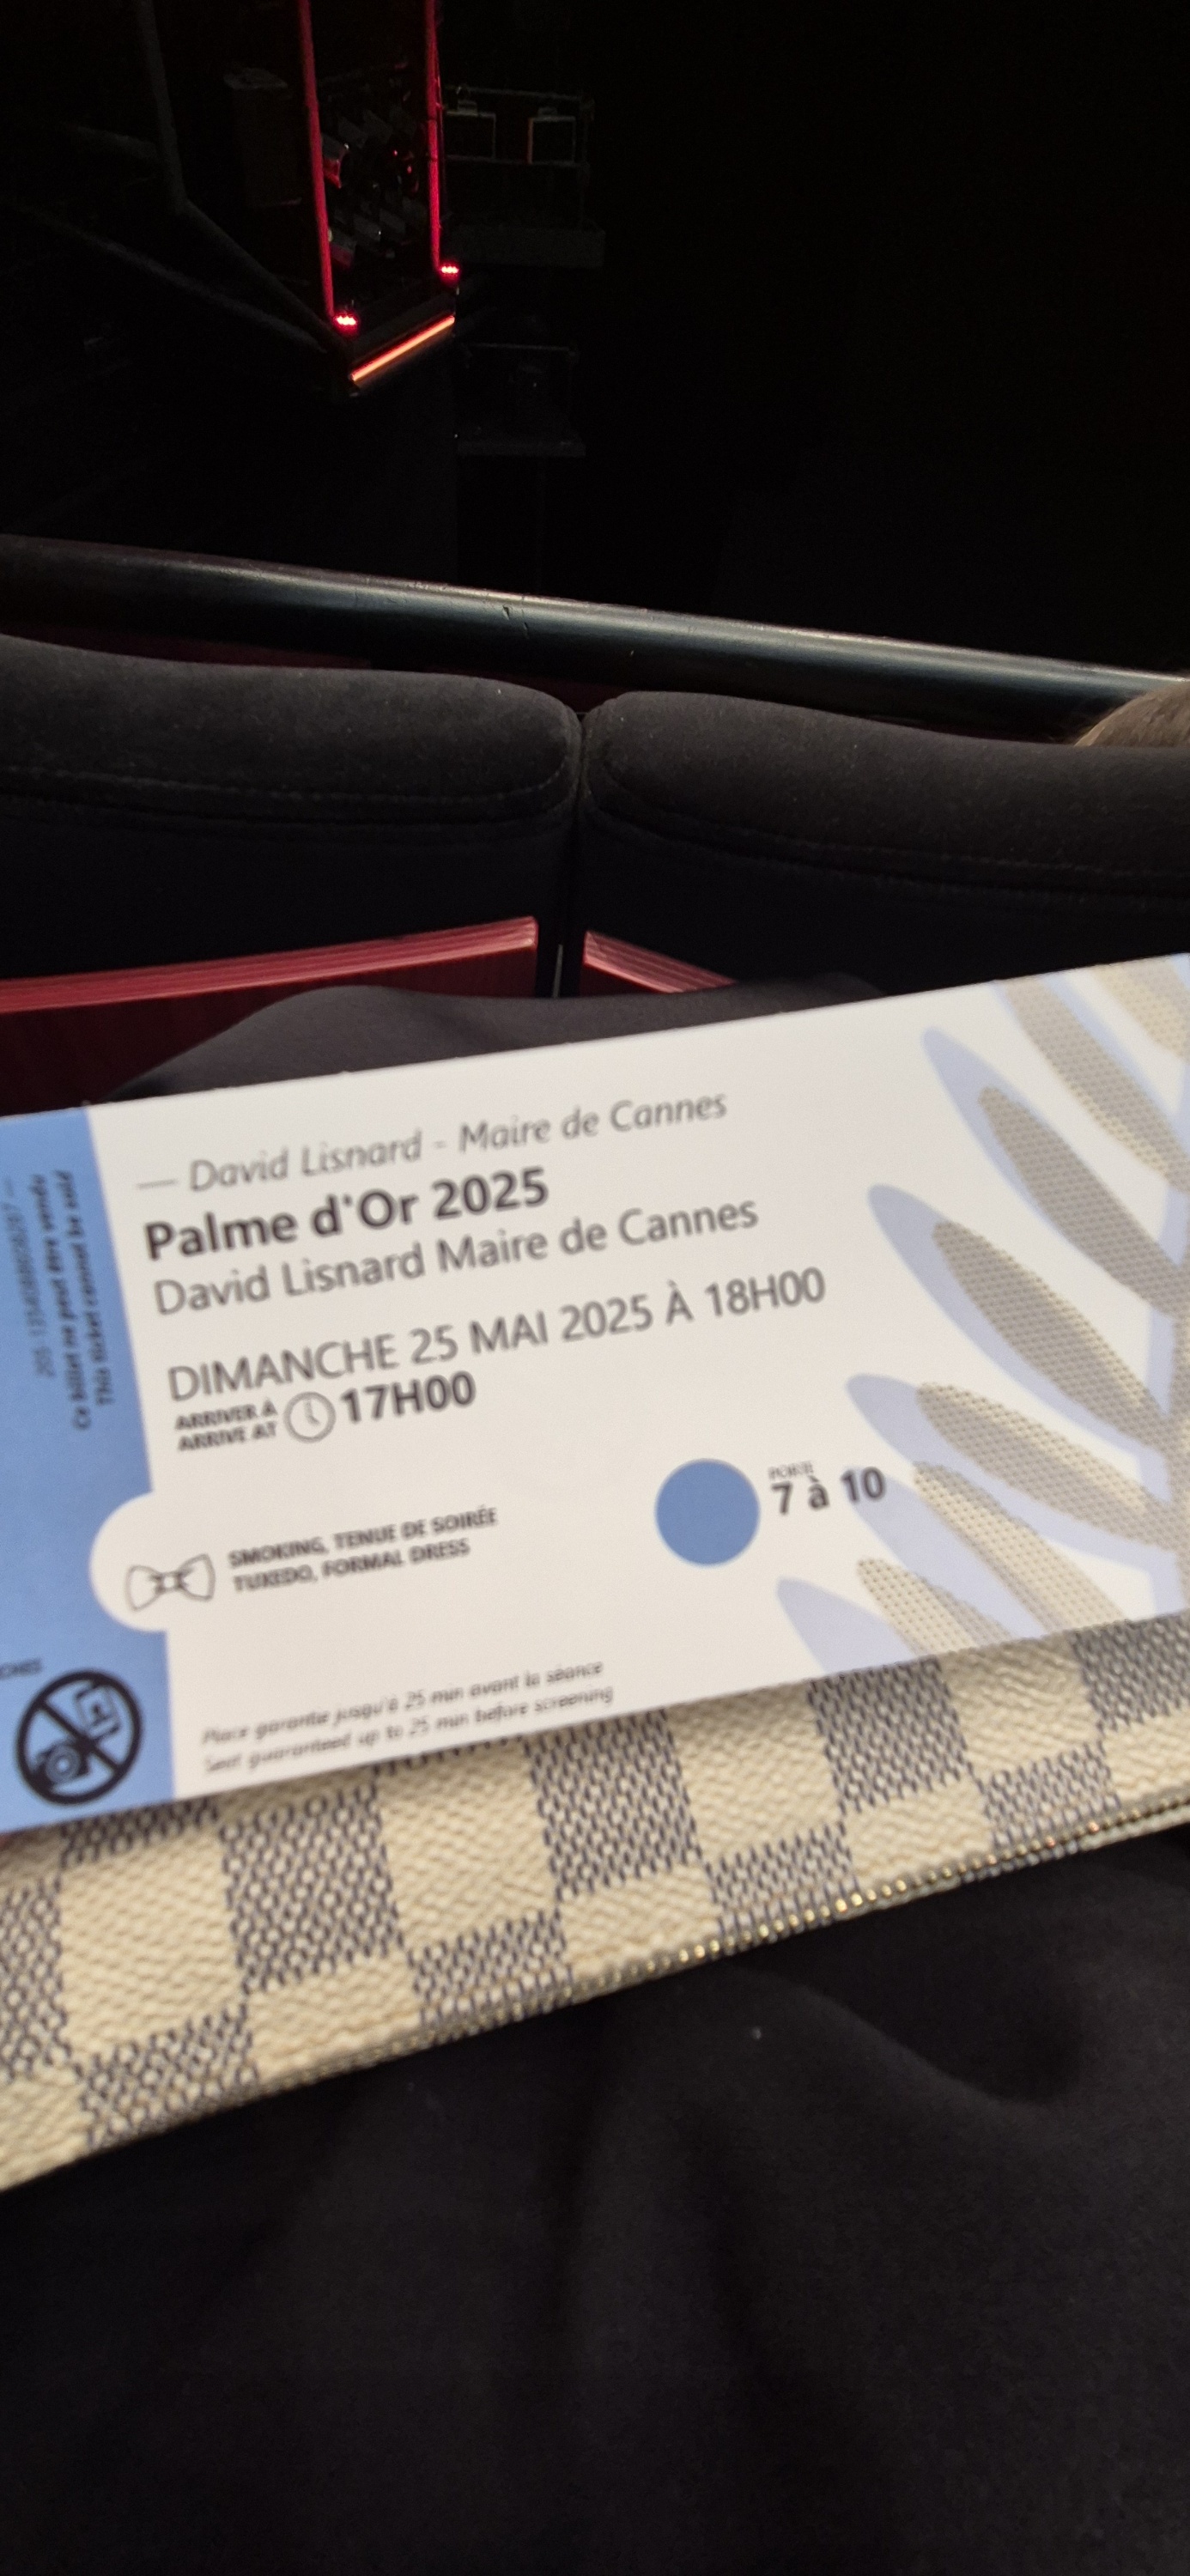 — David Lisnard - Maire de Cannes
Palme d'Or 2025
David Lisnard Maire de Cannes
DIMANCHE 25 MAI 2025 À 18H00
ARRIVER À
ARRIVE AT
17H00
PORTE
7 à 10
SMOKING, TENUE DE SOIRÉE
TUXEDO, FORMAL DRESS
Place garantie jusqu'à 25 min avant la séance
Seat guaranteed up to 25 min before screening
Ce billet ne peut être vendu
This ticket cannot be sold